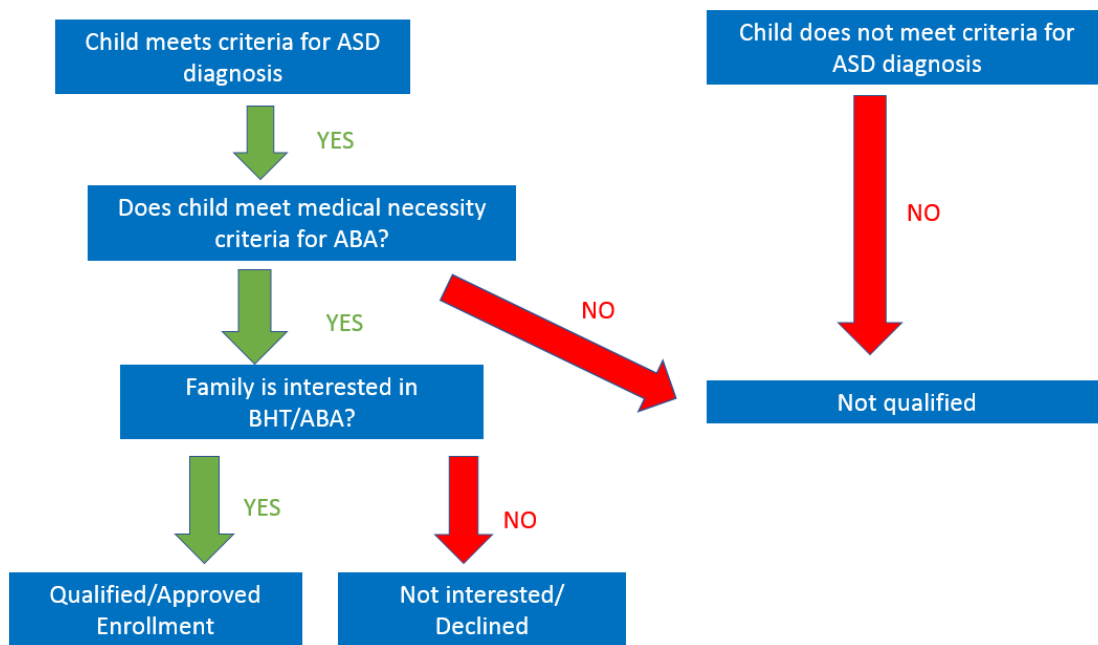 Child meets criteria for ASD
diagnosis
YES
Does child meet medical necessity
criteria for ABA?
YES
NO
Family is interested in
BHT/ABA?
YES
NO
Qualified/Approved
Enrollment
Not interested/
Declined
Child does not meet criteria for
ASD diagnosis
NO
Not qualified